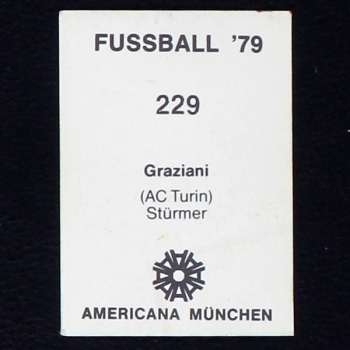 FUSSBALL '79
229
Graziani
(AC Turin)
Stürmer
AMERICANA MÜNCHEN